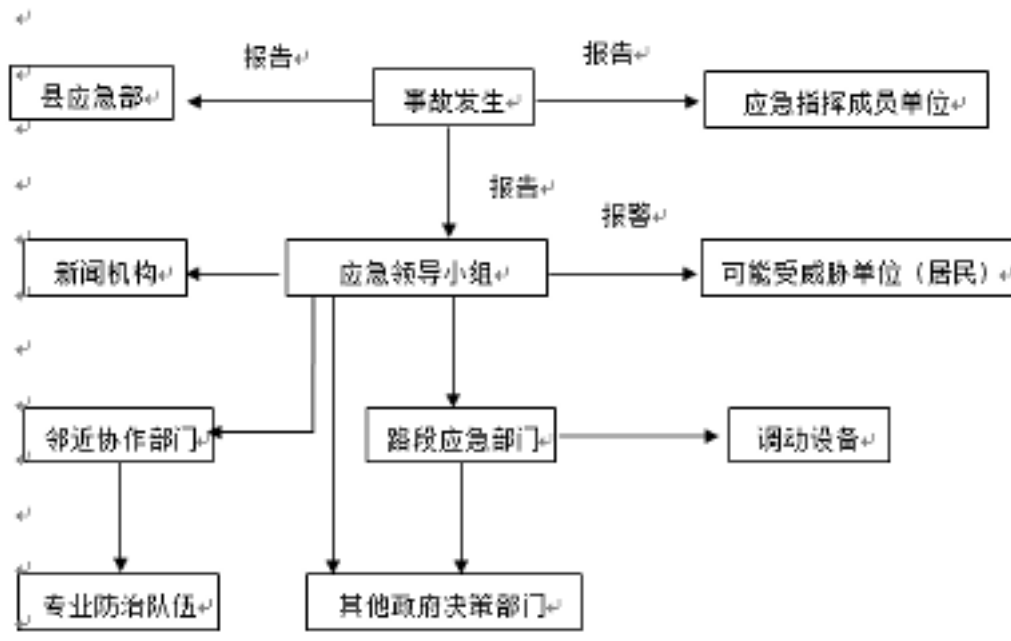 报告
报告
县应急部
事故发生
应急指挥成员单位
报告
报警
新闻机构
应急领导小组
可能受威胁单位（居民）
邻近协作部门
路段应急部门
调动设备
专业防治队伍
其他政府决策部门